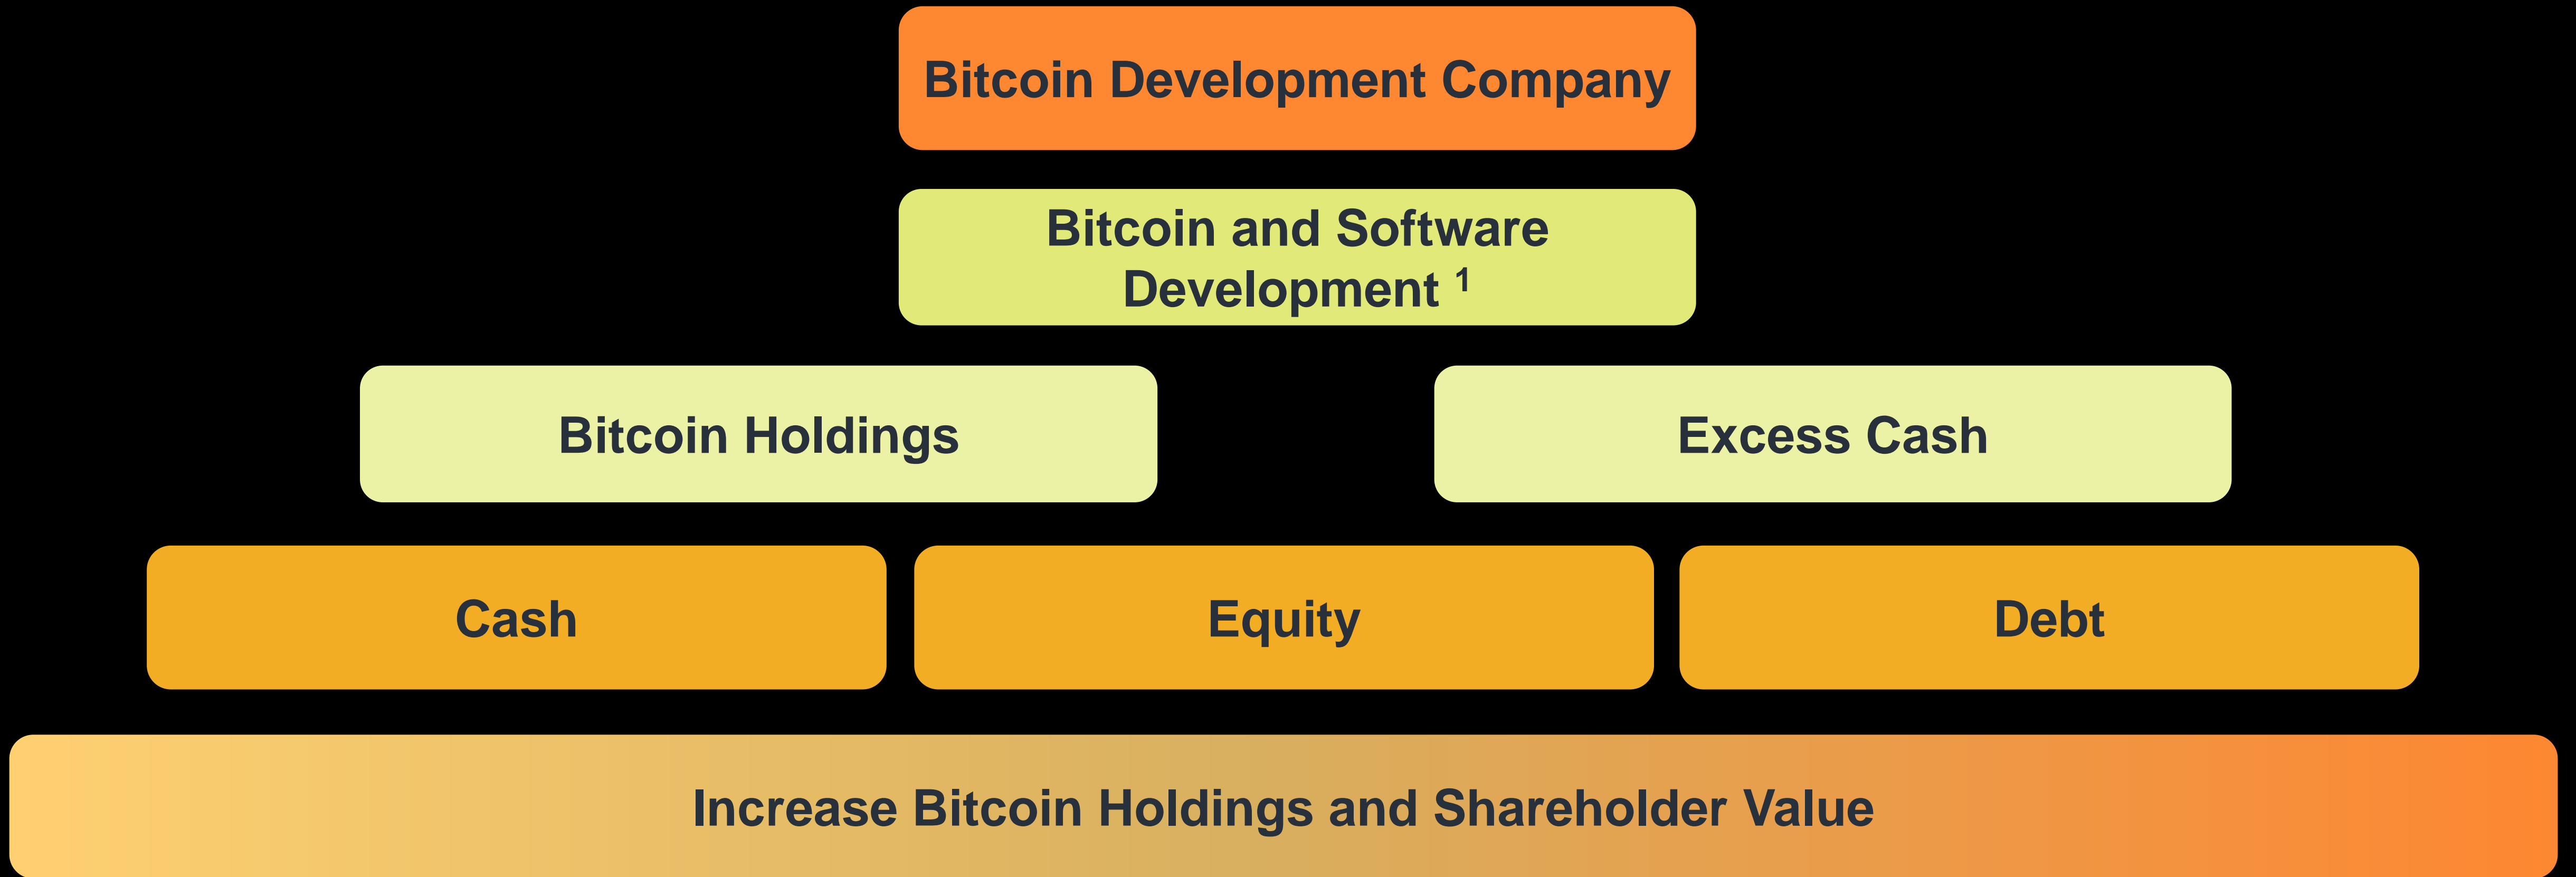 Bitcoin Development Company
Bitcoin and Software
Development ¹
Bitcoin Holdings
Excess Cash
Cash
Equity
Debt
Increase Bitcoin Holdings and Shareholder Value